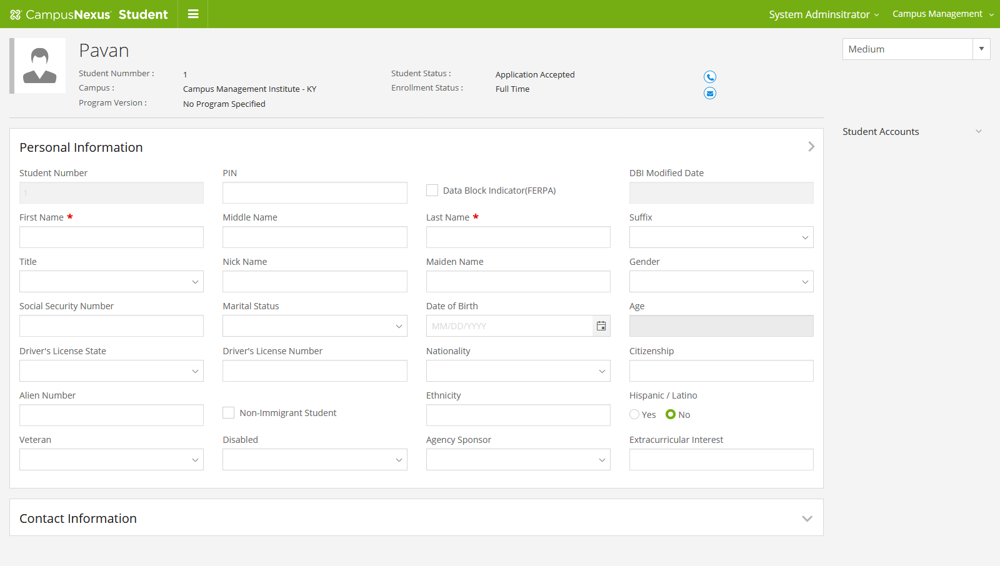 CampusNexus Student
System Adminsitrator
Campus Management
Pavan
Medium
Student Nummber :
1
Student Status :
Application Accepted
Campus :
Campus Management Institute - KY
Enrollment Status :
Full Time
Program Version :
No Program Specified
Student Accounts
Personal Information
Student Number
PIN
DBI Modified Date
1
Data Block Indicator(FERPA)
First Name *
Middle Name
Last Name *
Suffix
Title
Nick Name
Maiden Name
Gender
Social Security Number
Marital Status
Date of Birth
Age
MM/DD/YYYY
Driver's License State
Driver's License Number
Nationality
Citizenship
Alien Number
Ethnicity
Hispanic / Latino
Non-Immigrant Student
Yes
No
Veteran
Disabled
Agency Sponsor
Extracurricular Interest
Contact Information